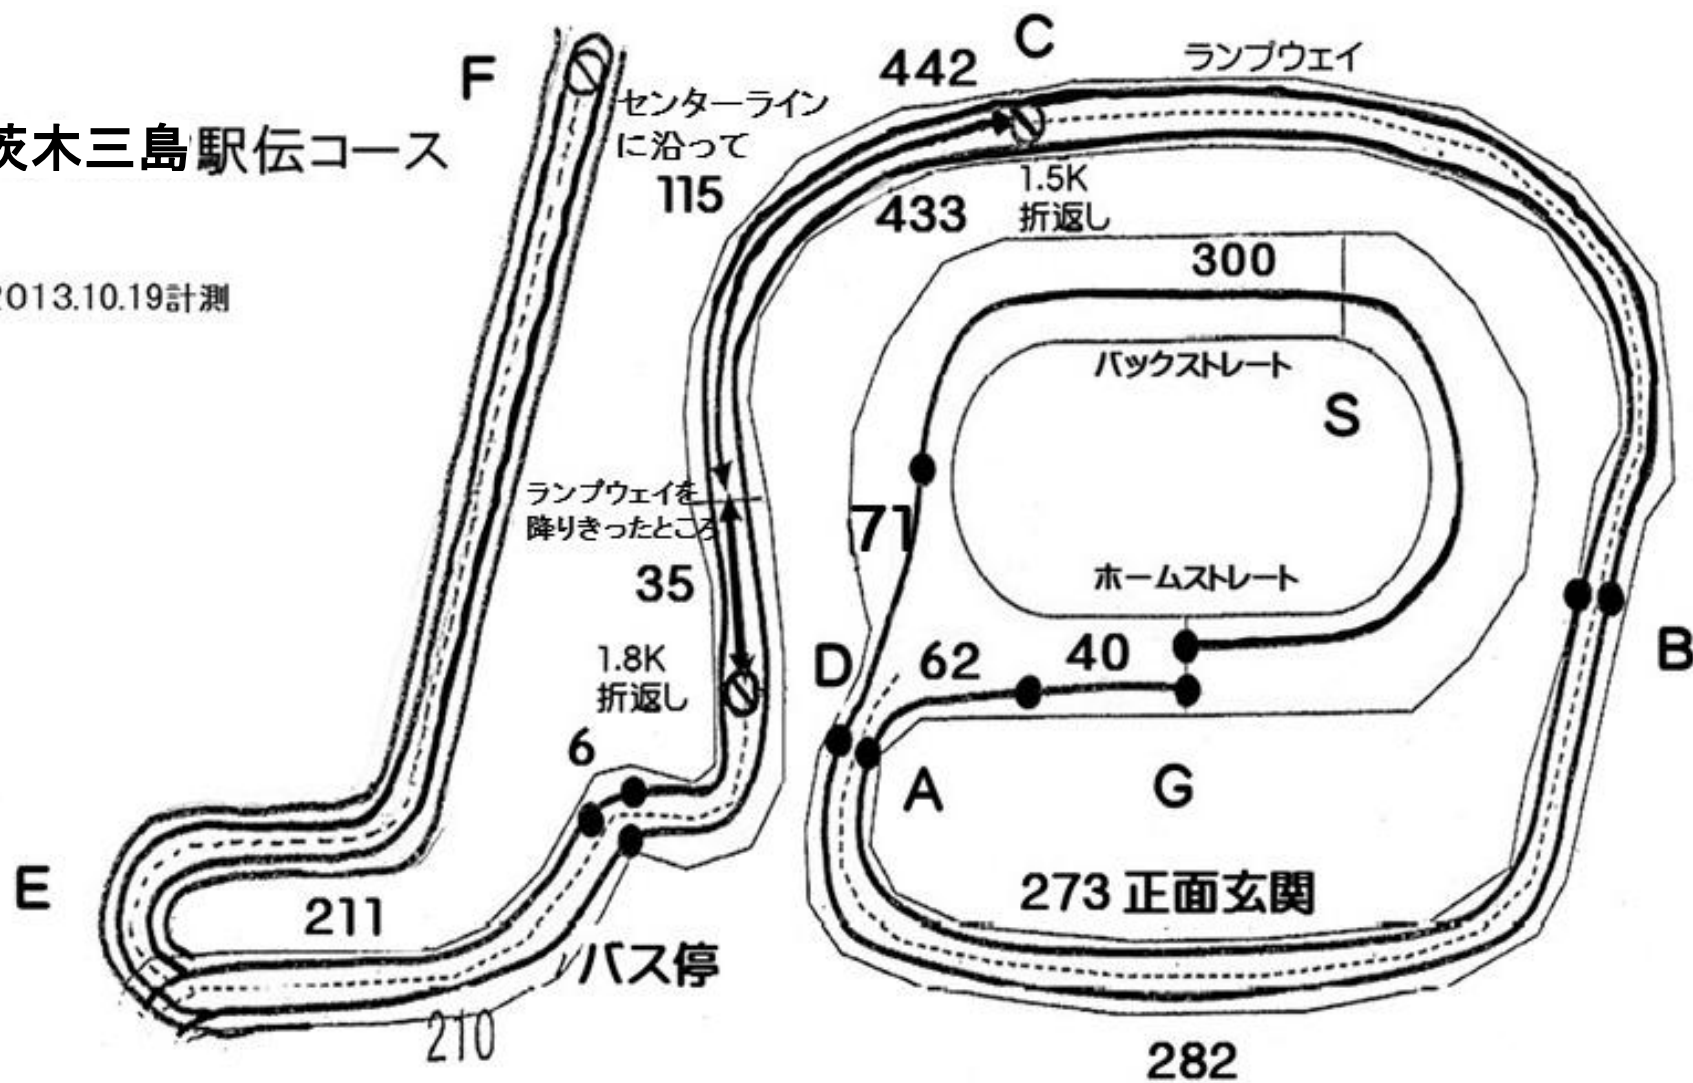 C
ランプウェイ
442
F
センターライン
に沿って
茨木三島駅伝コース
115
433
1.5K
折返し
300
2013.10.19計測
バックストレート
S
ランプウェイを
降りきったところ
71
35
ホームストレート
B
D
62
40
1.8K
折返し
6
A
G
E
211
273 正面玄関
バス停
210
282